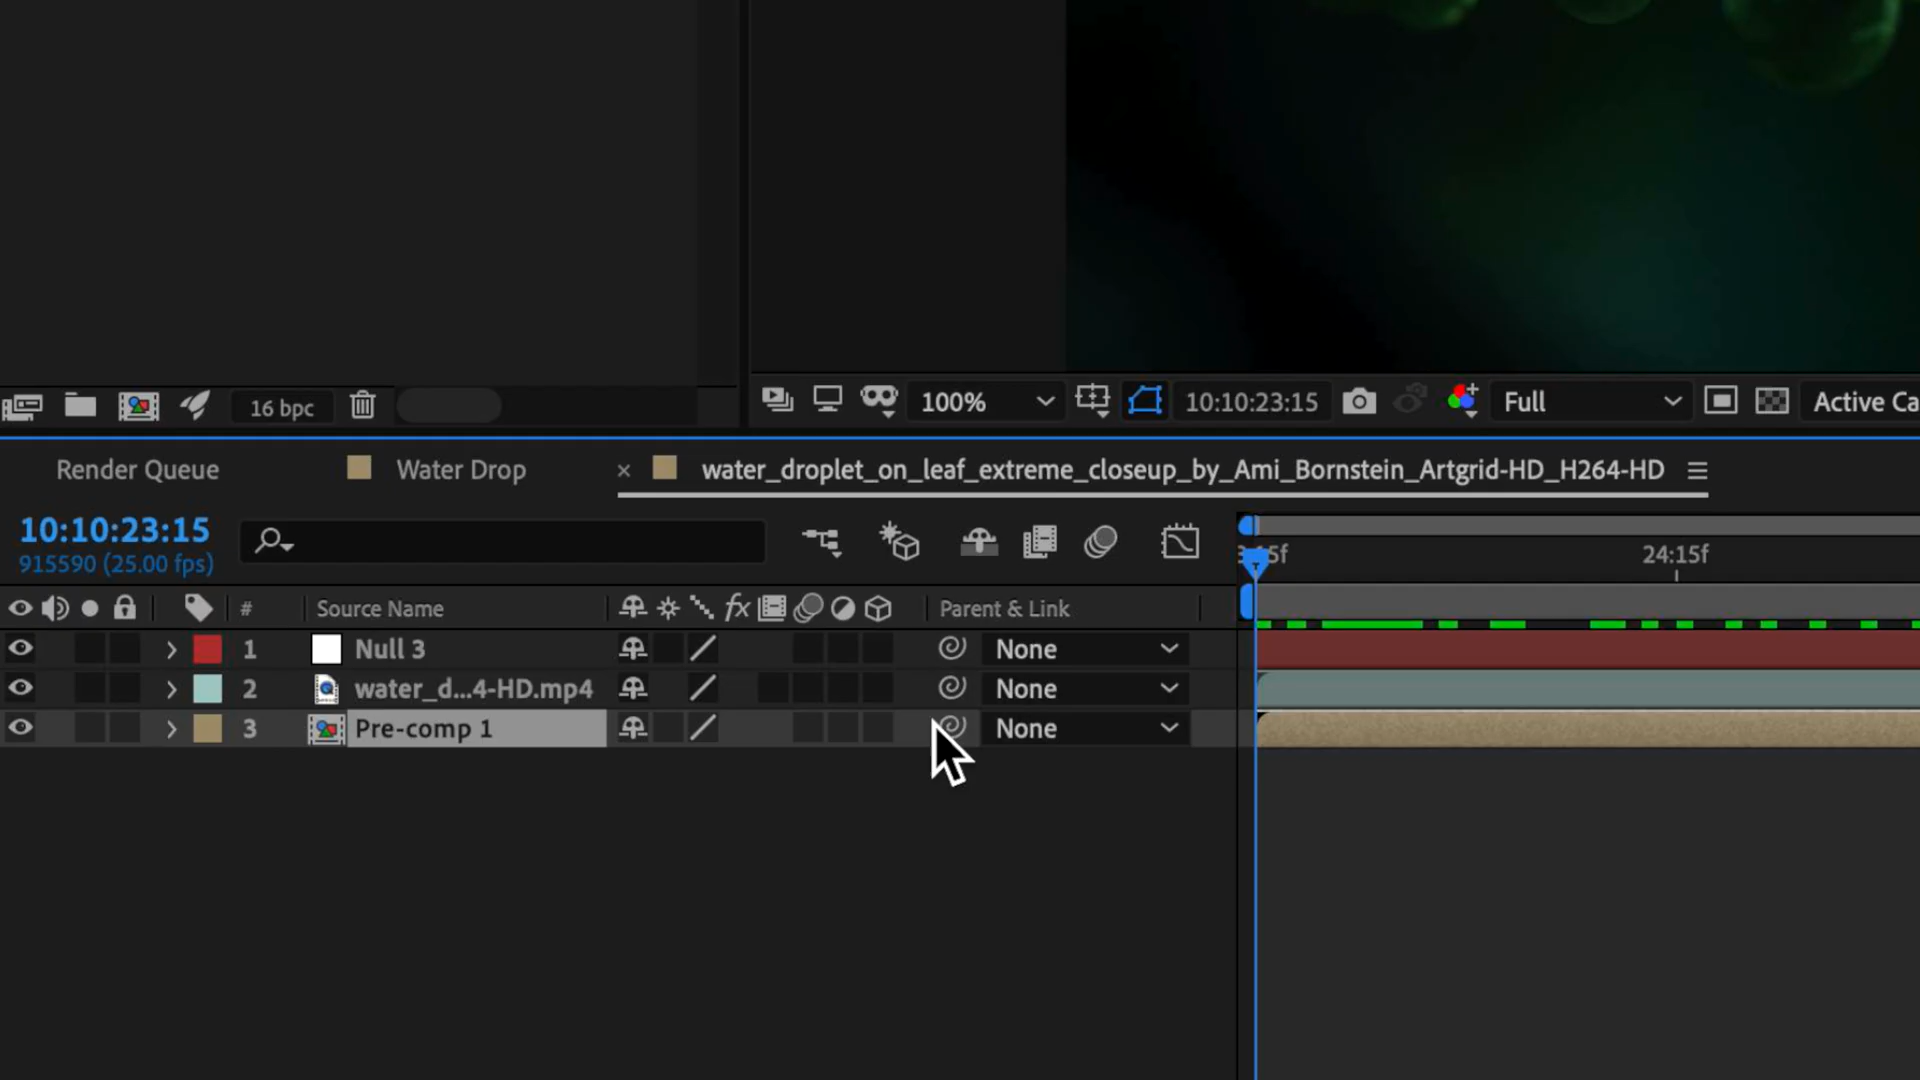 16 bpc
100%
10:10:23:15
Full
Active Ca
Render Queue
Water Drop
water_droplet_on_leaf_extreme_closeup_by_Ami_Bornstein_Artgrid-HD_H264-HD
10:10:23:15
915590 (25.00 fps)
24:15f
# Source Name
fx
Parent & Link
1 Null 3 None
2 water_d...4-HD.mp4 None
3 Pre-comp 1 None